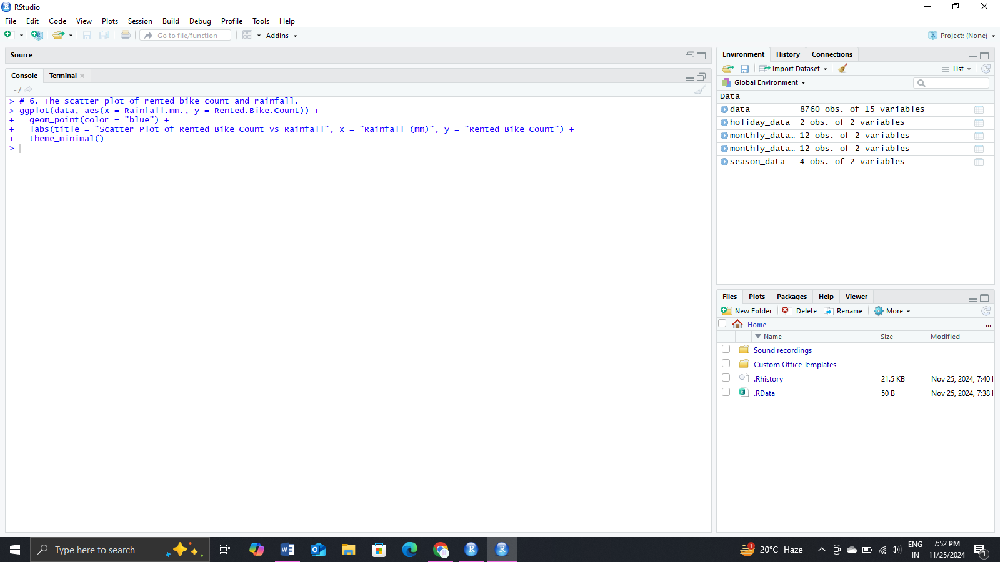 RStudio
File Edit Code View Plots Session Build Debug Profile Tools Help
Go to file/function Addins Project: (None)
Source
Console Terminal
~/
> # 6. The scatter plot of rented bike count and rainfall.
> ggplot(data, aes(x = Rainfall.mm., y = Rented.Bike.Count)) +
+   geom_point(color = "blue") +
+   labs(title = "Scatter Plot of Rented Bike Count vs Rainfall", x = "Rainfall (mm)", y = "Rented Bike Count") +
+   theme_minimal()
>
Environment History Connections
Import Dataset List
Global Environment
Data
data 8760 obs. of 15 variables
holiday_data 2 obs. of 2 variables
monthly_data… 12 obs. of 2 variables
monthly_data… 12 obs. of 2 variables
season_data 4 obs. of 2 variables
Files Plots Packages Help Viewer
New Folder Delete Rename More
Home ...
Name Size Modified
Sound recordings
Custom Office Templates
.Rhistory 21.5 KB Nov 25, 2024, 7:40
.RData 50 B Nov 25, 2024, 7:38
Type here to search
1 20°C Haze
ENG
IN
7:52 PM
11/25/2024
1